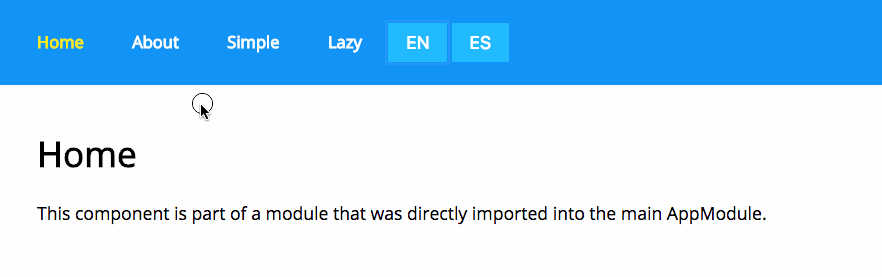 Home About Simple Lazy EN ES
Home
This component is part of a module that was directly imported into the main AppModule.